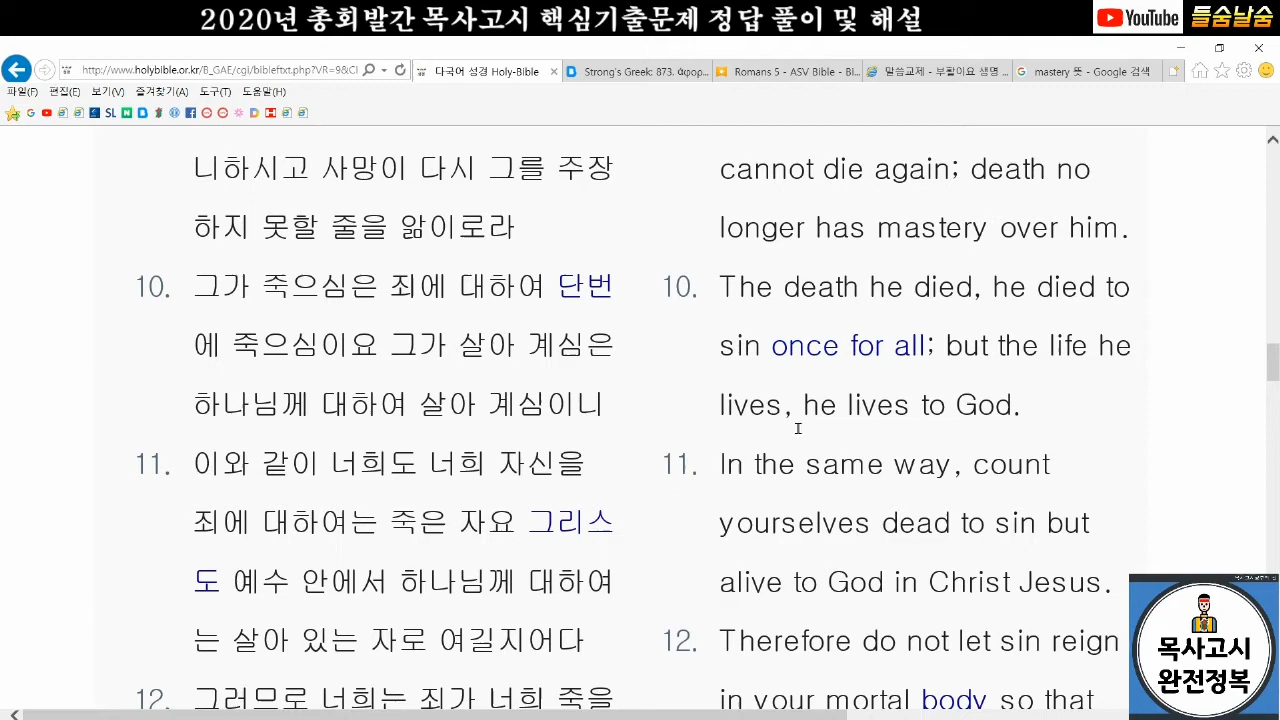 2020년 총회발간 목사고시 핵심기출문제 정답 풀이 및 해설
YouTube 들숨날숨
http://www.holybible.or.kr/B_GAE/cgi/bibleftxt.php?VR=9&CI
다국어 성경 Holy-Bible
Strong's Greek: 873. ἀφορ...
Romans 5 - ASV Bible - Bl...
말씀교제 - 부활이요 생명 ...
mastery 뜻 - Google 검색
파일(F) 편집(E) 보기(V) 즐겨찾기(A) 도구(T) 도움말(H)
니하시고 사망이 다시 그를 주장
하지 못할 줄을 앎이로라
10. 그가 죽으심은 죄에 대하여 단번
에 죽으심이요 그가 살아 계심은
하나님께 대하여 살아 계심이니
11. 이와 같이 너희도 너희 자신을
죄에 대하여는 죽은 자요 그리스
도 예수 안에서 하나님께 대하여
는 살아 있는 자로 여길지어다
12. 그러므로 너희는 죄가 너희 죽을
cannot die again; death no
longer has mastery over him.
10. The death he died, he died to
sin once for all; but the life he
lives, he lives to God.
11. In the same way, count
yourselves dead to sin but
alive to God in Christ Jesus.
12. Therefore do not let sin reign
in your mortal body so that
목사고시
완전정복